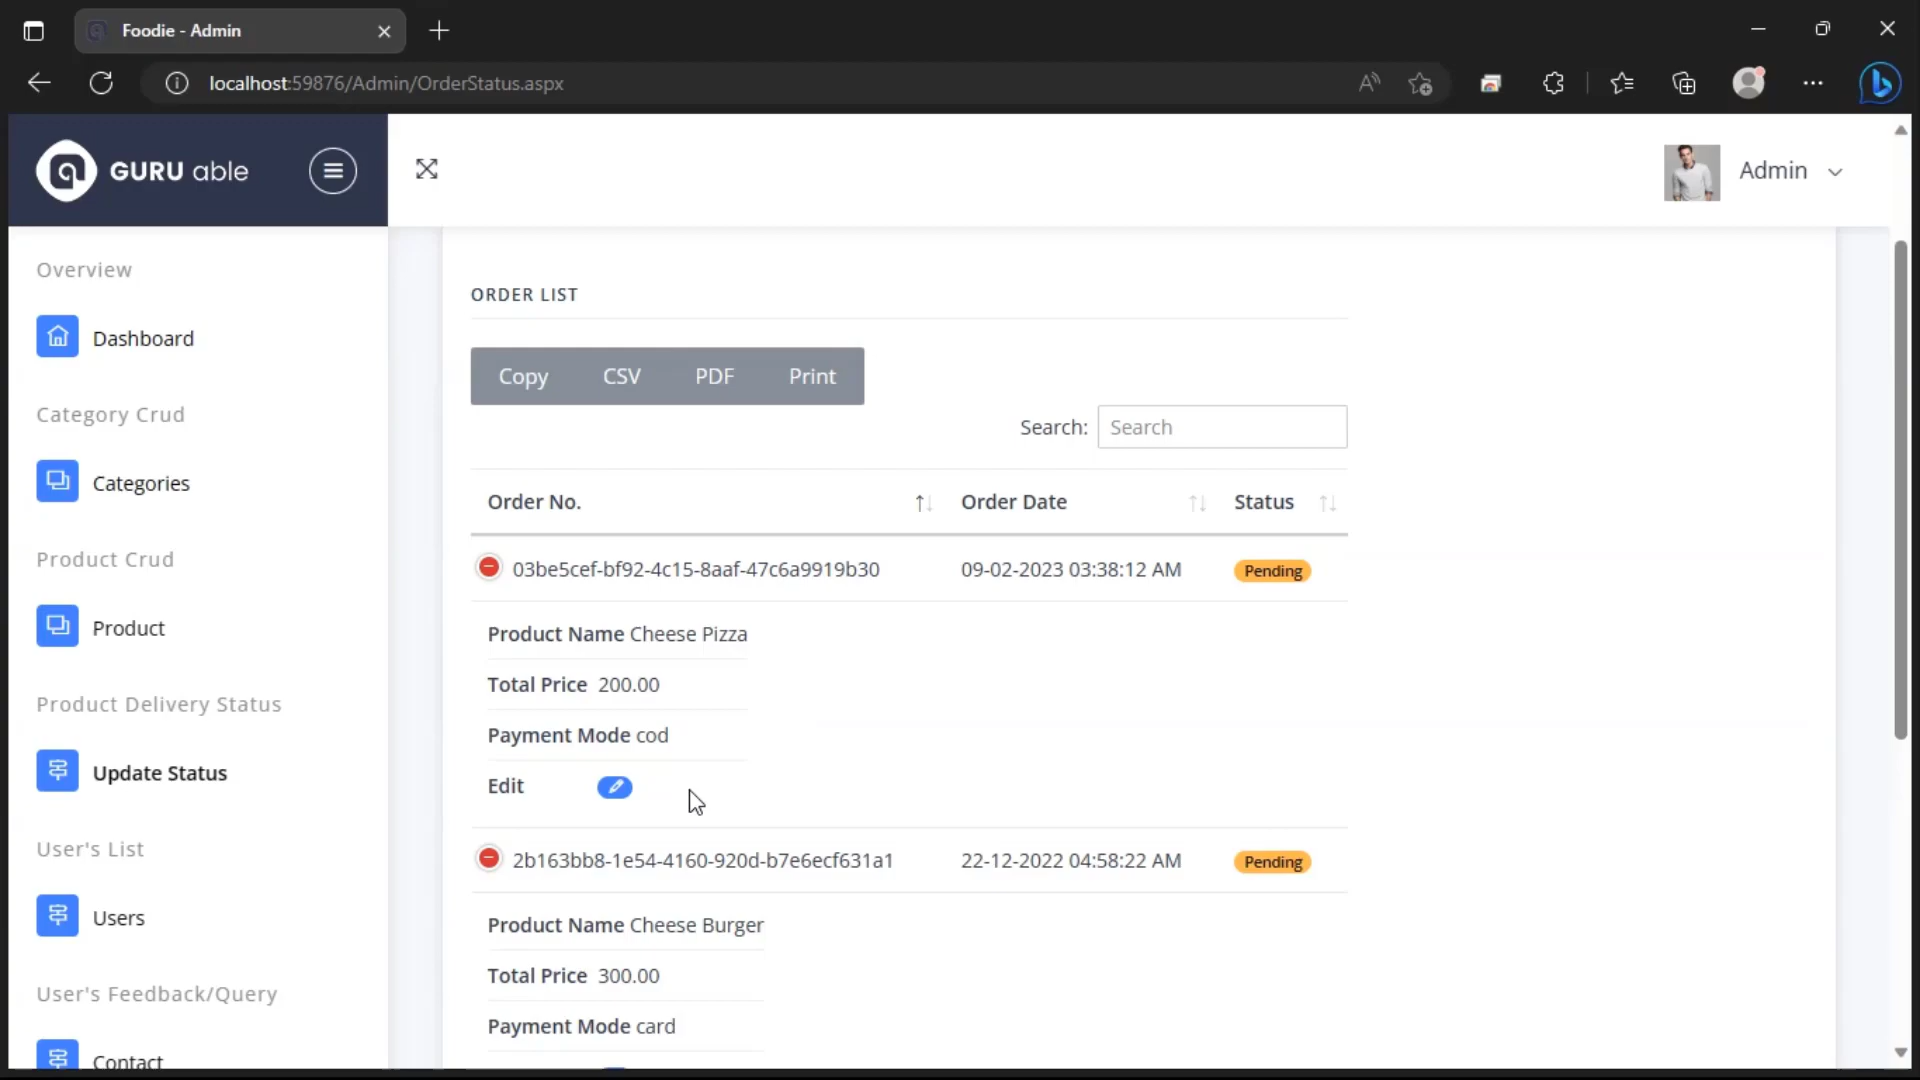 Foodie - Admin
localhost:59876/Admin/OrderStatus.aspx
GURU able
Admin
Overview
Dashboard
Category Crud
Categories
Product Crud
Product
Product Delivery Status
Update Status
User's List
Users
User's Feedback/Query
Contact
ORDER LIST
Copy CSV PDF Print
Search: Search
Order No. Order Date Status
03be5cef-bf92-4c15-8aaf-47c6a9919b30 09-02-2023 03:38:12 AM Pending
Product Name Cheese Pizza
Total Price 200.00
Payment Mode cod
Edit
2b163bb8-1e54-4160-920d-b7e6ecf631a1 22-12-2022 04:58:22 AM Pending
Product Name Cheese Burger
Total Price 300.00
Payment Mode card